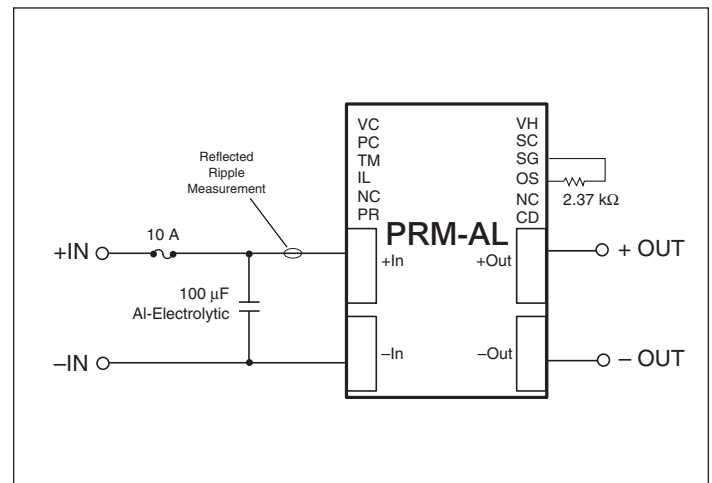 VC
PC
TM
IL
NC
PR
VH
SC
SG
OS
NC
CD
2.37 kΩ
Reflected
Ripple
Measurement
PRM-AL
10 A
+IN
+In
+Out
+ OUT
100 μF
Al-Electrolytic
–IN
–In
–Out
– OUT